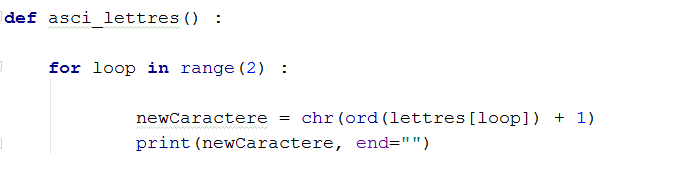 def asci_lettres() :
for loop in range(2) :
newCaractere = chr(ord(lettres[loop]) + 1)
print(newCaractere, end="")